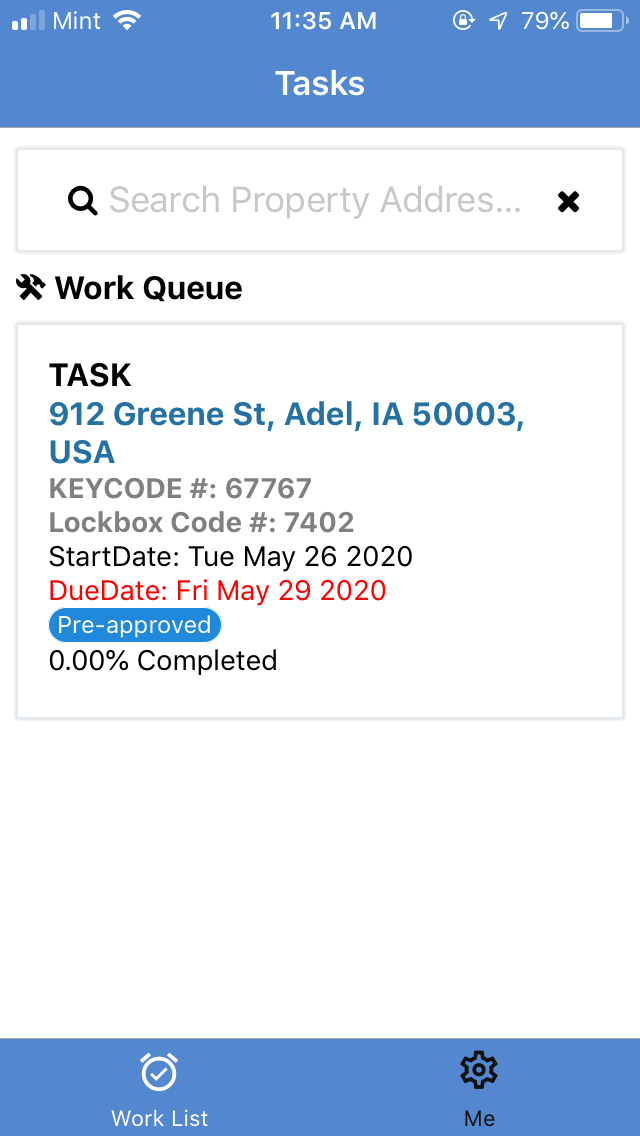 Mint 11:35 AM 79%
Tasks
Search Property Addres...
Work Queue
TASK
912 Greene St, Adel, IA 50003,
USA
KEYCODE #: 67767
Lockbox Code #: 7402
StartDate: Tue May 26 2020
DueDate: Fri May 29 2020
Pre-approved
0.00% Completed
Work List Me